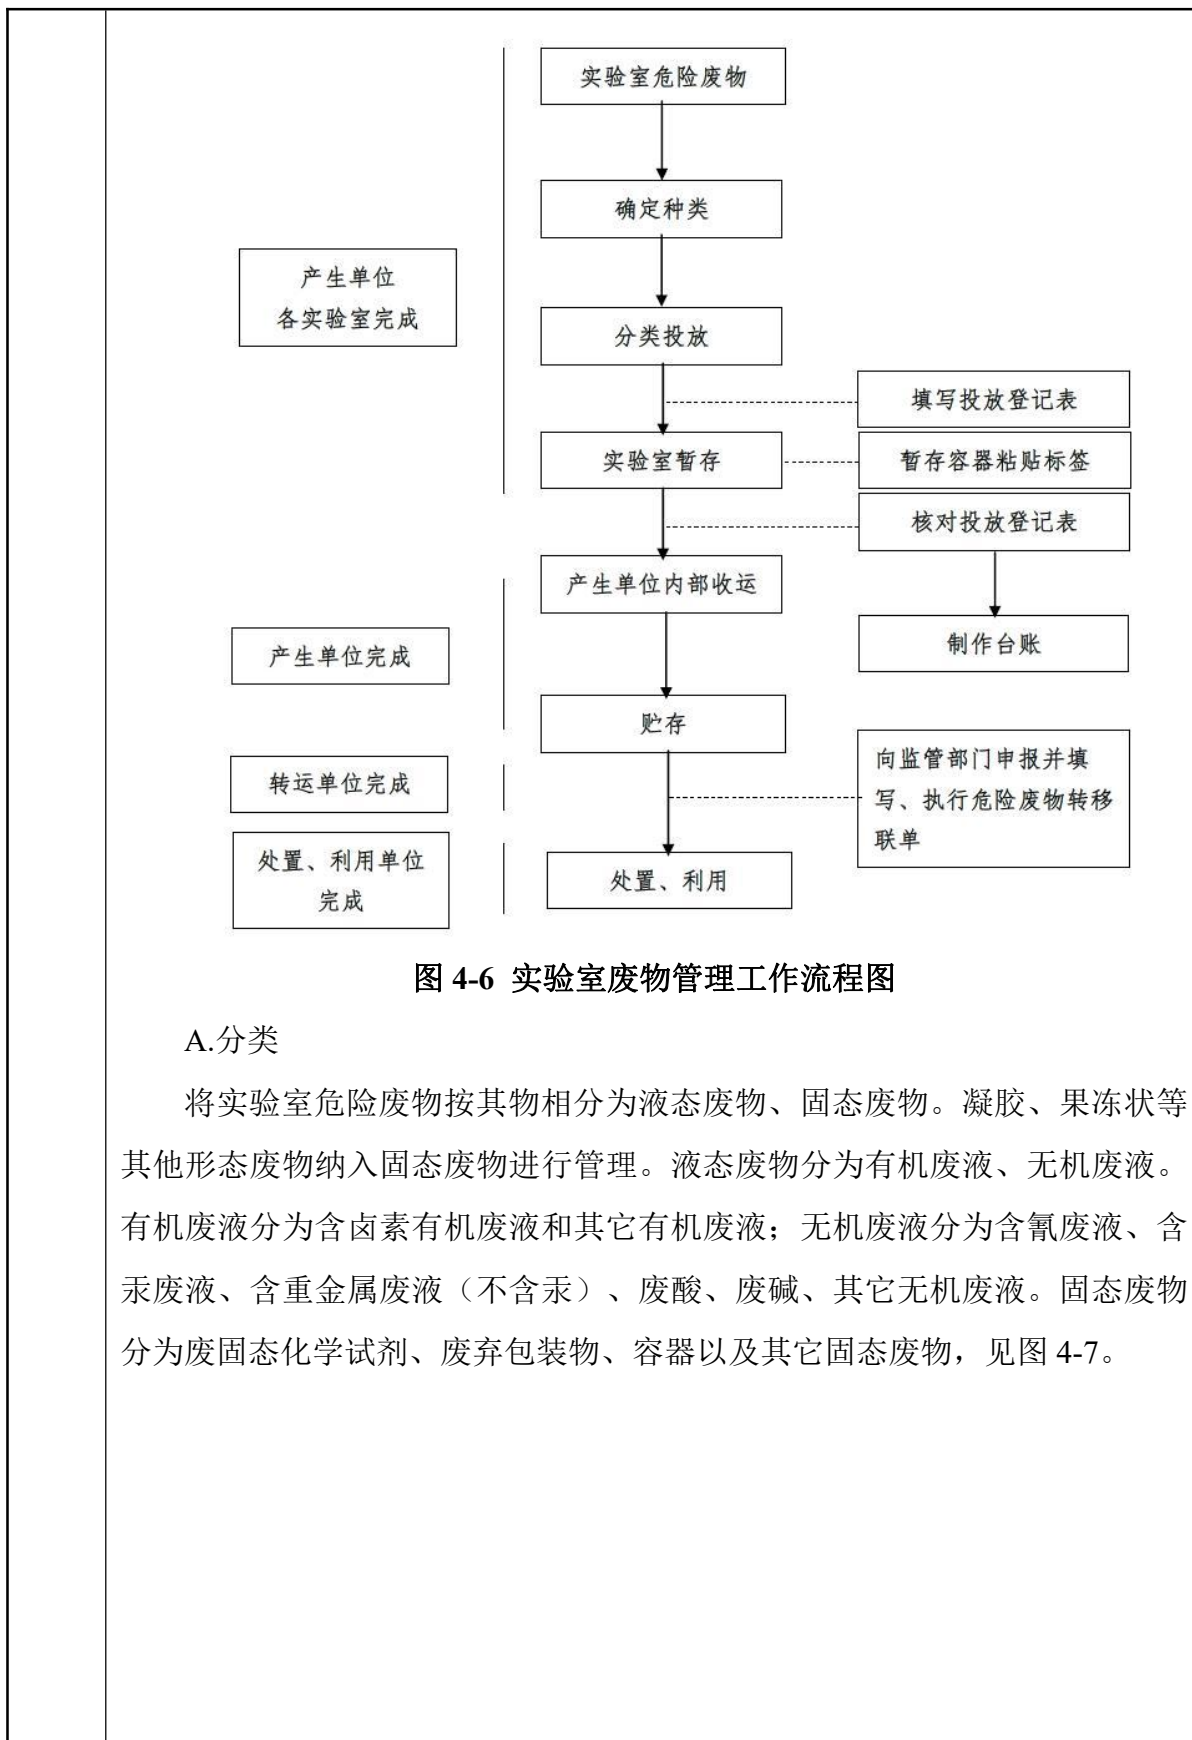 实验室危险废物
确定种类
产生单位
各实验室完成
分类投放
填写投放登记表
实验室暂存
暂存容器粘贴标签
核对投放登记表
产生单位内部收运
产生单位完成
制作台账
贮存
转运单位完成
向监管部门申报并填
写、执行危险废物转移
联单
处置、利用单位
完成
处置、利用
图 4-6 实验室废物管理工作流程图
A.分类
将实验室危险废物按其物相分为液态废物、固态废物。凝胶、果冻状等
其他形态废物纳入固态废物进行管理。液态废物分为有机废液、无机废液。
有机废液分为含卤素有机废液和其它有机废液；无机废液分为含氰废液、含
汞废液、含重金属废液（不含汞）、废酸、废碱、其它无机废液。固态废物
分为废固态化学试剂、废弃包装物、容器以及其它固态废物，见图 4-7。